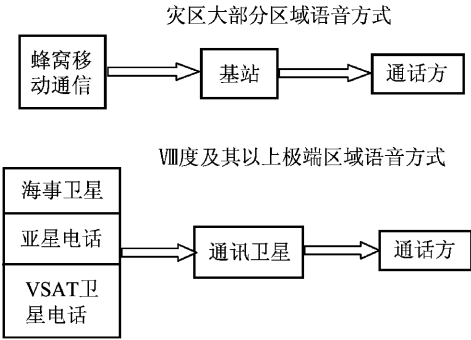 灾区大部分区域语音方式
蜂窝移
动通信
基站
通话方
Ⅷ度及其以上极端区域语音方式
海事卫星
亚星电话
VSAT卫
星电话
通讯卫星
通话方